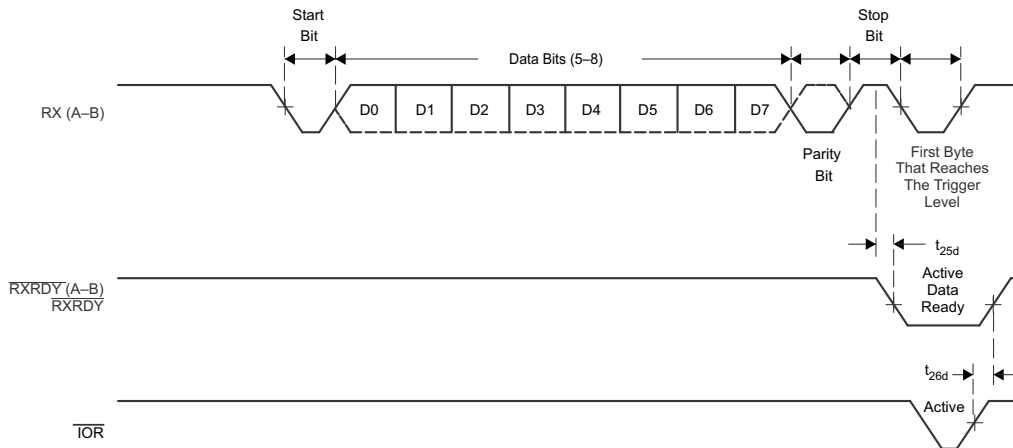 Start
Bit
Stop
Bit
Data Bits (5–8)
RX (A–B)
D0 D1 D2 D3 D4 D5 D6 D7
Parity
Bit
First Byte
That Reaches
The Trigger
Level
t25d
RXRDY (A–B)
RXRDY
Active
Data
Ready
t26d
Active
IOR